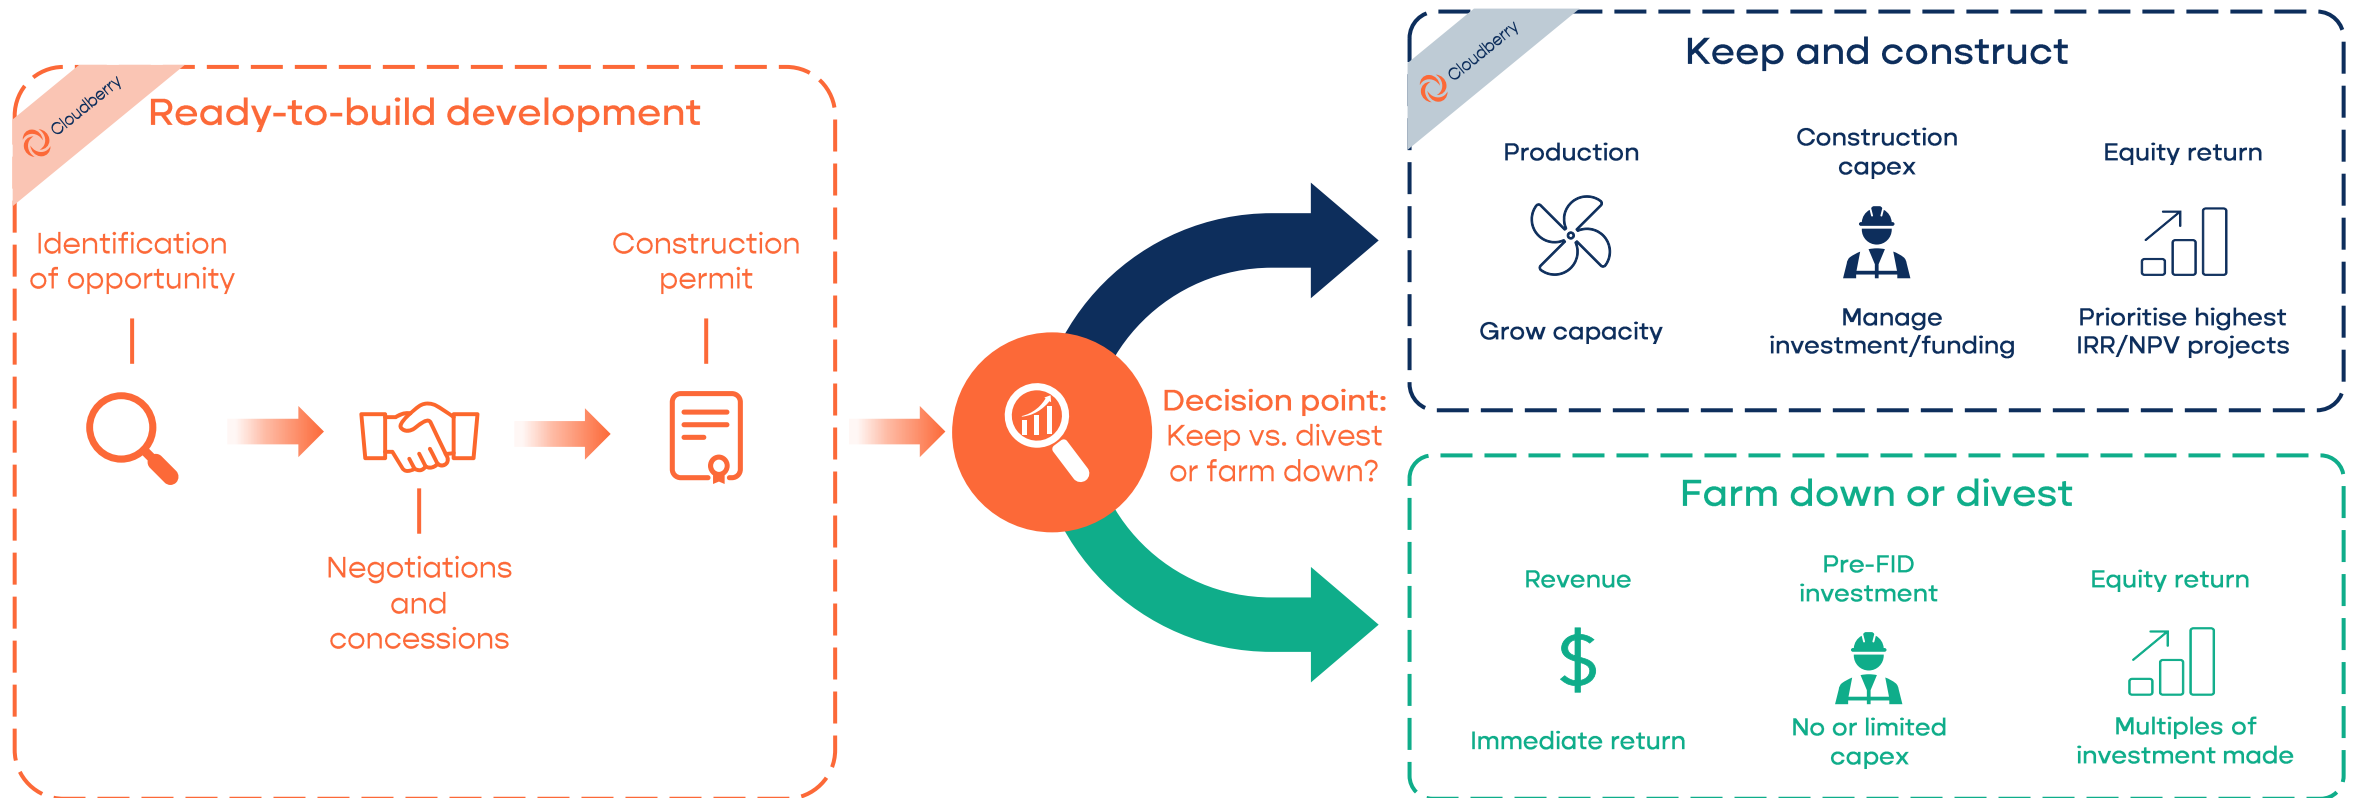 Cloudberry
Ready-to-build development
Identification
of opportunity
Negotiations
and
concessions
Construction
permit
Decision point:
Keep vs. divest
or farm down?
Cloudberry
Keep and construct
Production
Grow capacity
Construction
capex
Manage
investment/funding
Equity return
Prioritise highest
IRR/NPV projects
Farm down or divest
Revenue
$
Immediate return
Pre-FID
investment
No or limited
capex
Equity return
Multiples of
investment made